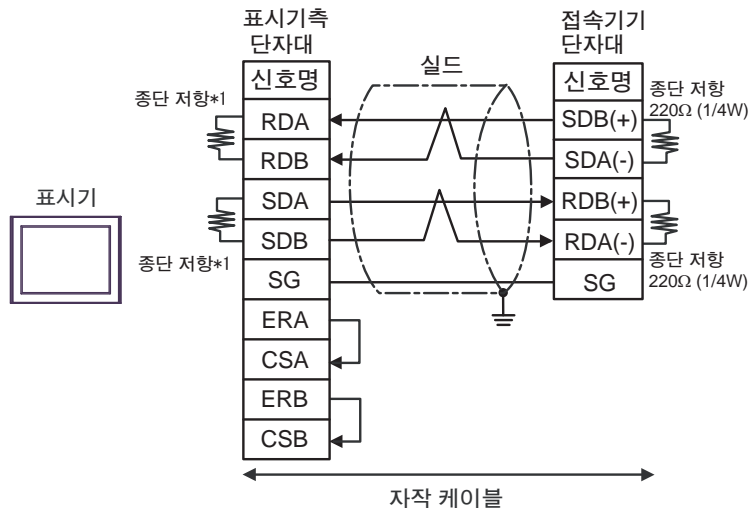 표시기측
단자대
신호명
RDA
RDB
SDA
SDB
SG
ERA
CSA
ERB
CSB
종단 저항*1
종단 저항*1
표시기
실드
접속기기
단자대
신호명
SDB(+)
SDA(-)
RDB(+)
RDA(-)
SG
종단 저항
220Ω (1/4W)
종단 저항
220Ω (1/4W)
자작 케이블